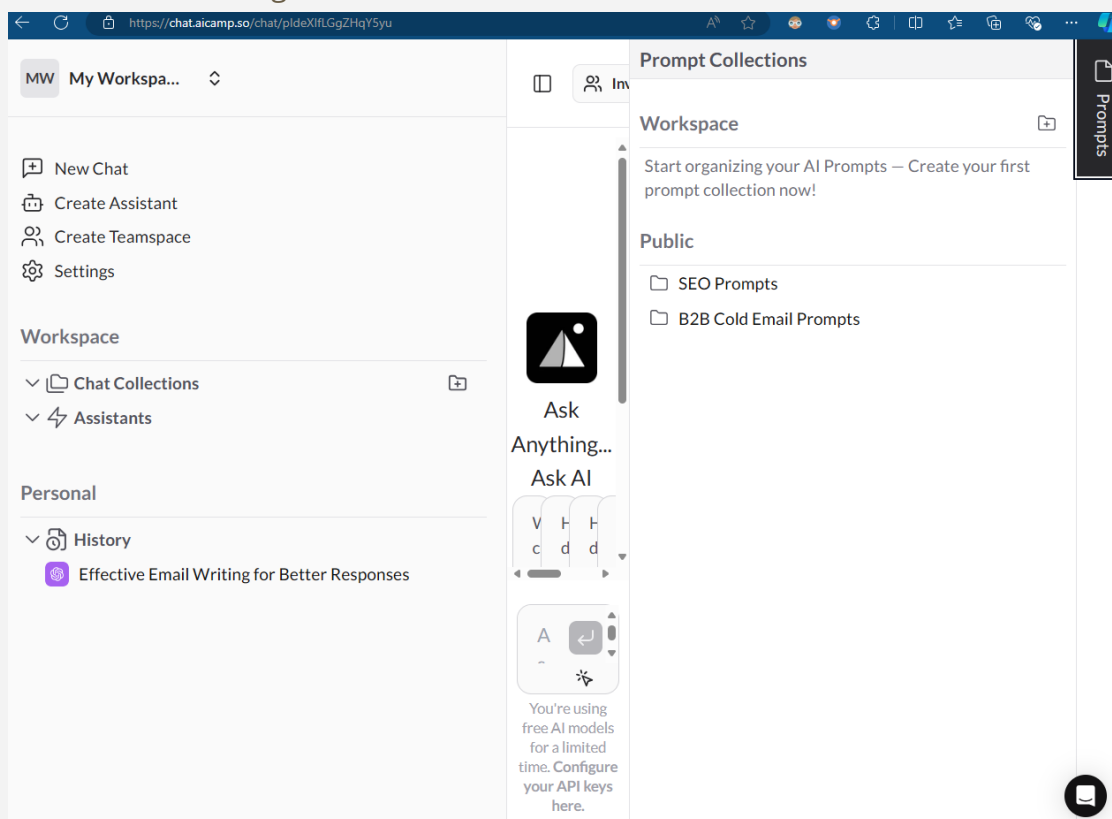 https://chat.aicamp.so/chat/pIdeXIfLGgZHqY5yu
MW My Workspa...
New Chat
Create Assistant
Create Teamspace
Settings
Workspace
Chat Collections
Assistants
Personal
History
Effective Email Writing for Better Responses
Ask
Anything...
Ask AI
You're using
free AI models
for a limited
time. Configure
your API keys
here.
Prompt Collections
Workspace
Start organizing your AI Prompts — Create your first
prompt collection now!
Public
SEO Prompts
B2B Cold Email Prompts
Prompts